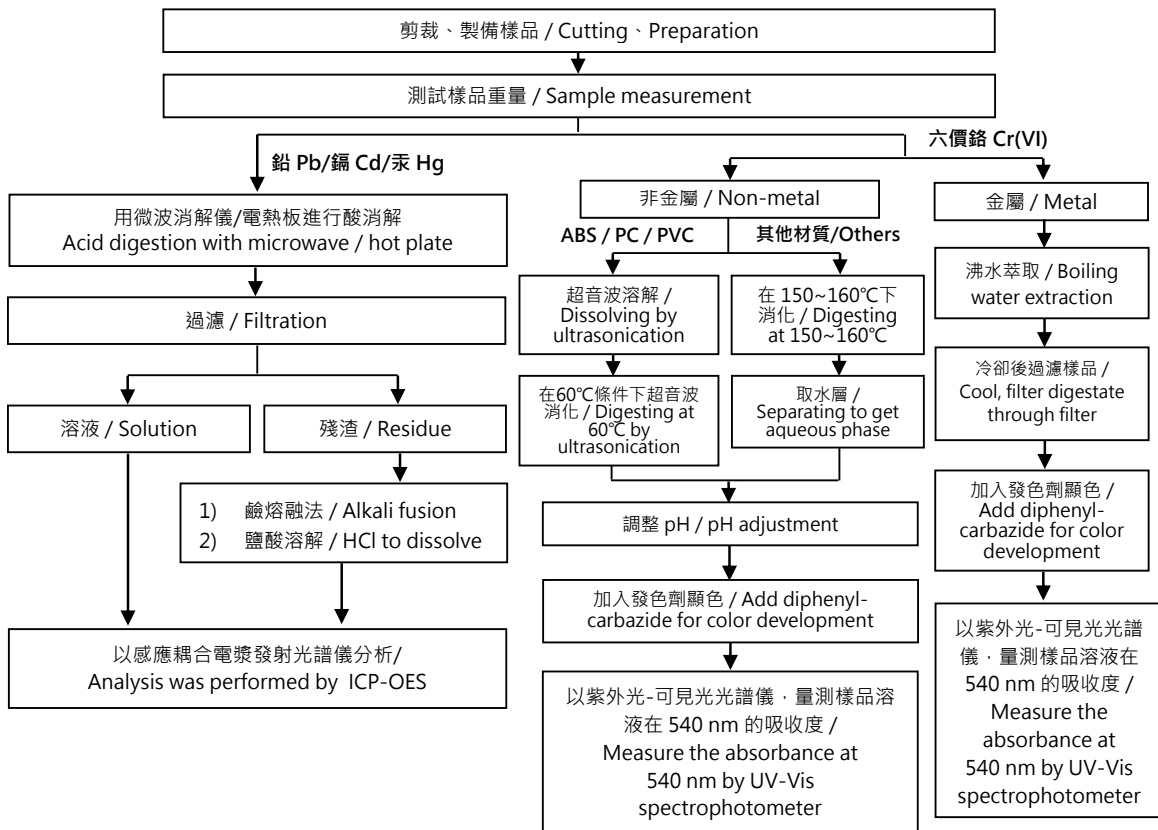 剪裁、製備樣品 / Cutting、Preparation
測試樣品重量 / Sample measurement
鉛 Pb/鎘 Cd/汞 Hg
六價鉻 Cr(VI)
用微波消解儀/電熱板進行酸消解
Acid digestion with microwave / hot plate
過濾 / Filtration
溶液 / Solution
殘渣 / Residue
1) 鹼熔融法 / Alkali fusion
2) 鹽酸溶解 / HCl to dissolve
以感應耦合電漿發射光譜儀分析/
Analysis was performed by ICP-OES
非金屬 / Non-metal
ABS / PC / PVC
其他材質/Others
超音波溶解 /
Dissolving by
ultrasonication
在60℃條件下超音波
消化 / Digesting at
60℃ by
ultrasonication
在 150~160℃下
消化 / Digesting
at 150~160℃
取水層 /
Separating to get
aqueous phase
調整 pH / pH adjustment
加入發色劑顯色 / Add diphenyl-
carbazide for color development
以紫外光-可見光光譜儀，量測樣品溶
液在 540 nm 的吸收度 /
Measure the absorbance at
540 nm by UV-Vis
spectrophotometer
金屬 / Metal
沸水萃取 / Boiling
water extraction
冷卻後過濾樣品 /
Cool, filter digestate
through filter
加入發色劑顯色 /
Add diphenyl-
carbazide for color
development
以紫外光-可見光光譜
儀，量測樣品溶液在
540 nm 的吸收度 /
Measure the
absorbance at
540 nm by UV-Vis
spectrophotometer